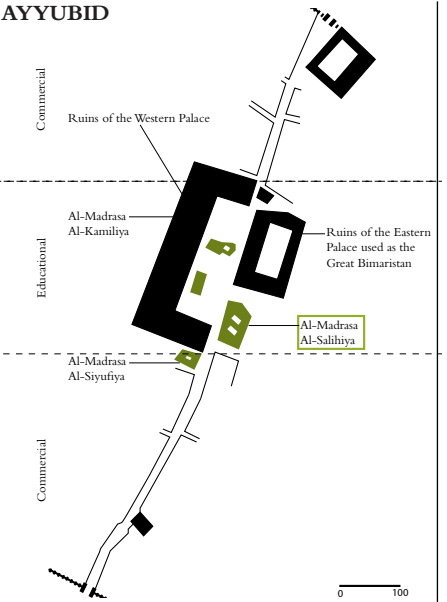 AYYUBID
Commercial
Ruins of the Western Palace
Al-Madrasa
Al-Kamiliya
Educational
Ruins of the Eastern
Palace used as the
Great Bimaristan
Al-Madrasa
Al-Salihiya
Al-Madrasa
Al-Siyufiya
Commercial
0 100